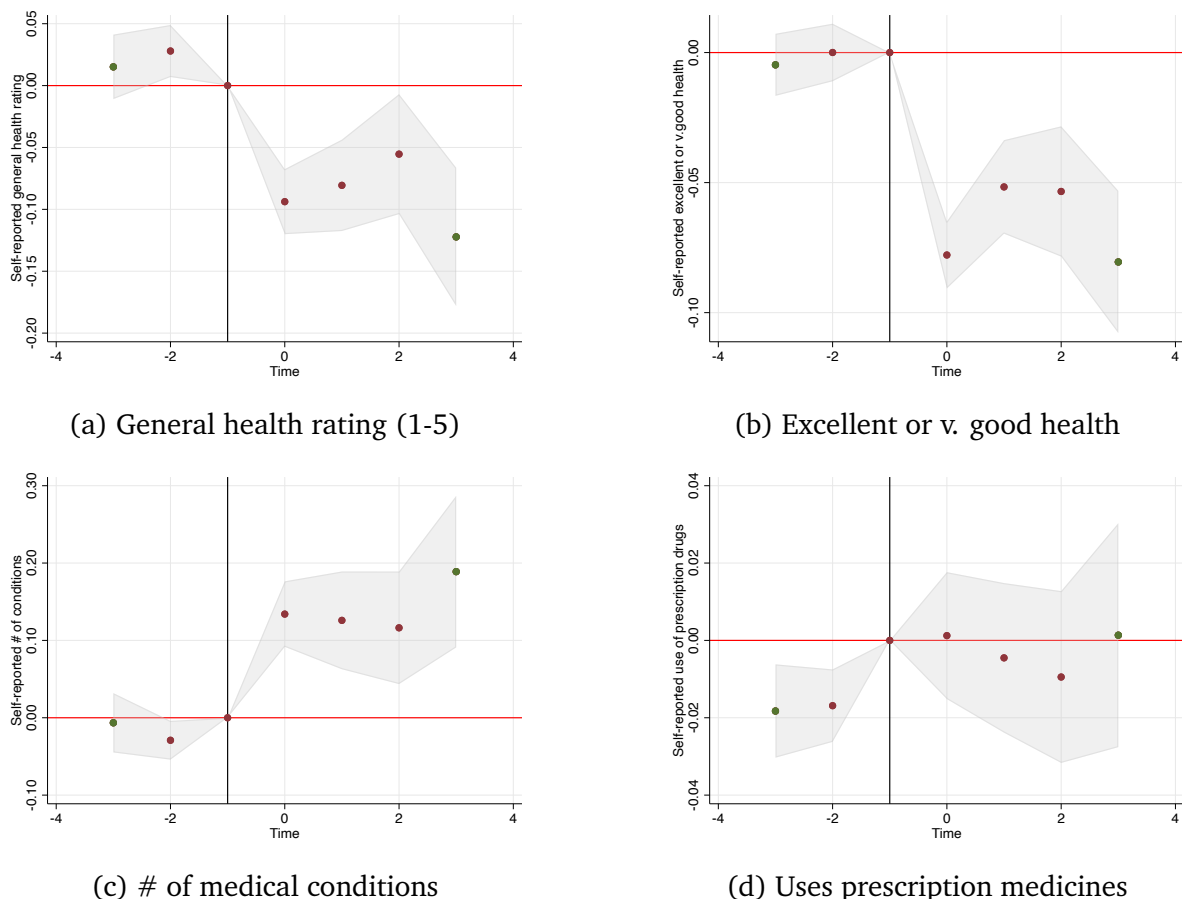 Self-reported general health rating
0.05
0.00
-0.05
-0.10
-0.15
-0.20
-4 -2 0 2 4
Time
(a) General health rating (1-5)
Self-reported excellent or v.good health
0.00
-0.05
-0.10
-4 -2 0 2 4
Time
(b) Excellent or v. good health
Self-reported # of conditions
0.30
0.20
0.10
0.00
-0.10
-4 -2 0 2 4
Time
(c) # of medical conditions
Self-reported use of prescription drugs
0.04
0.02
0.00
-0.02
-0.04
-4 -2 0 2 4
Time
(d) Uses prescription medicines